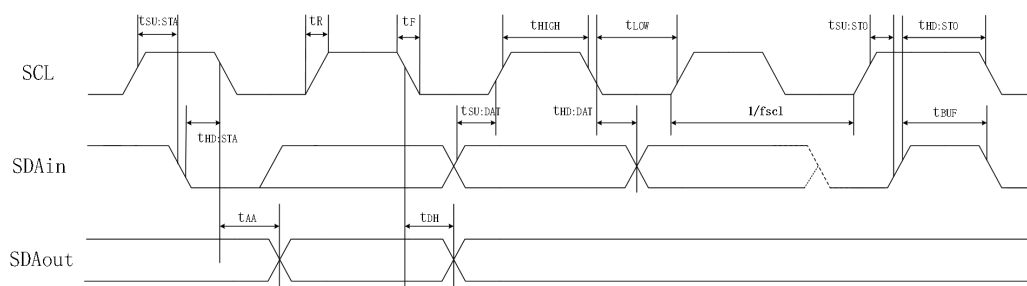 tSU:STA
tR
tF
tHIGH
tLOW
tSU:STO
tHD:STO
SCL
tHD:STA
tSU:DAT
tHD:DAT
1/fscl
tBUF
SDAin
tAA
tDH
SDAout